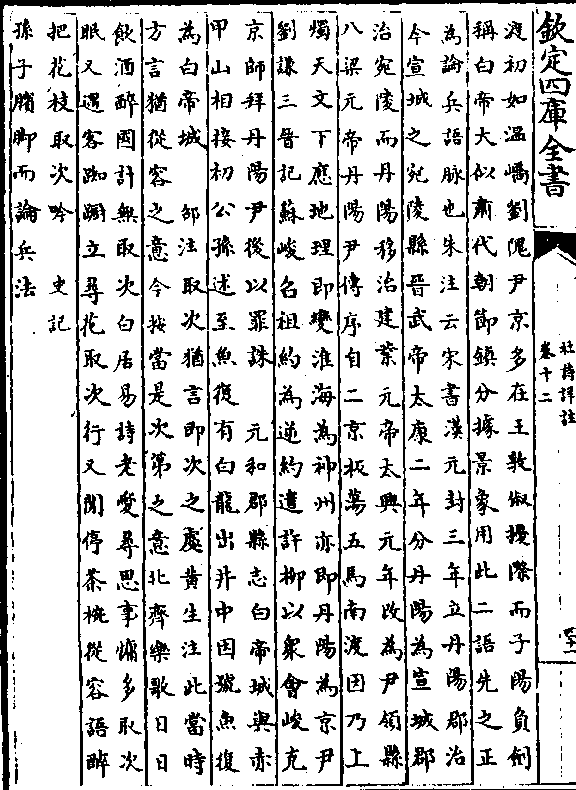 欽定四庫全書
杜詩詳註
卷十二
渡初如温嶠劉隗尹京多在王敦俶擾際而子陽負劍
稱白帝大似肅代朝節鎮分據景象用此二語先之正
為論兵語脉也朱注云宋書漢元封三年立丹陽郡治
今宣城之宛陵縣晉武帝太康二年分丹陽為宣城郡
治宛陵而丹陽移治建業元帝太興元年改為尹領縣
八梁元帝丹陽尹傳序自二京板蕩五馬南渡因乃上
燭天文下應地理即變淮海為神州亦即丹陽為京尹
劉謙三晉記蘇峻名祖約為逆約遣許柳以衆會峻克
京師拜丹陽尹後以罪誅 元和郡縣志白帝城與赤
甲山相接初公孫述至魚復有白龍出井中因號魚復
為白帝城 邵注取次猶言即次之處黄生注此當時
方言猶從容之意今按當是次第之意北齊樂歌日日
飲酒醉國計無取次白居易詩老愛尋思事慵多取次
眠又遇客踟蹰立尋花取次行又閑停茶椀從容語醉
把花枝取次吟 史記
孫子臏脚而論兵法